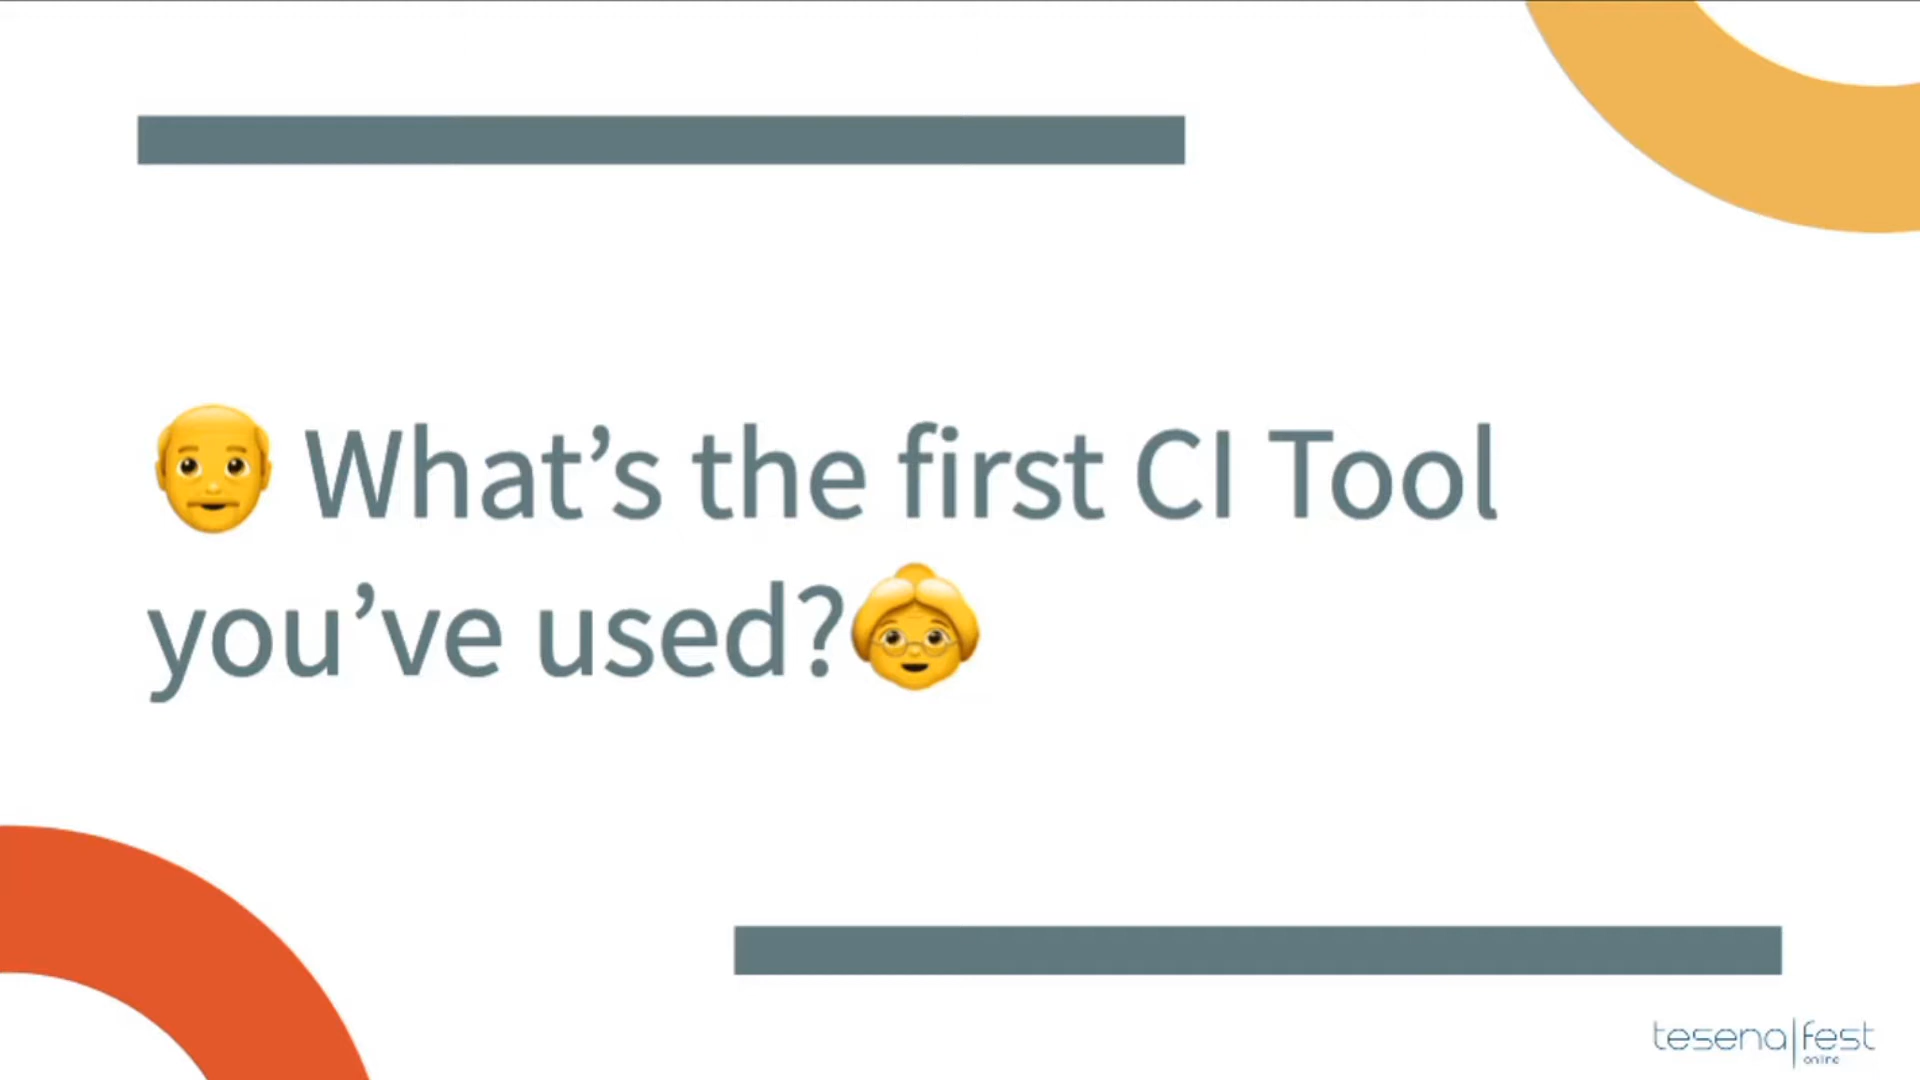 👴 What’s the first CI Tool
you’ve used?👵
tesena|fest
online